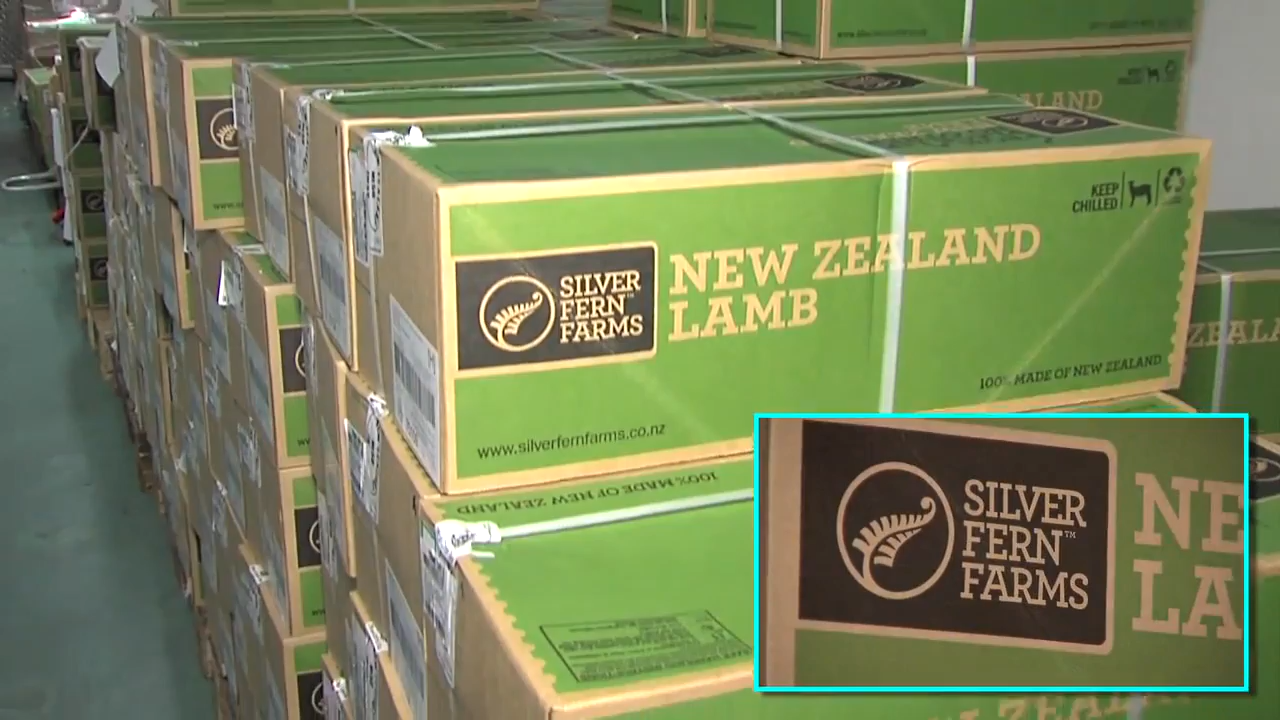 ZEALAND
KEEP
CHILLED
SILVER
FERN™
FARMS
NEW ZEALAND
LAMB
100% MADE OF NEW ZEALAND
www.silverfernfarms.co.nz
100% MADE OF NEW ZEALAND
SILVER
FERN™
FARMS
NE
LA